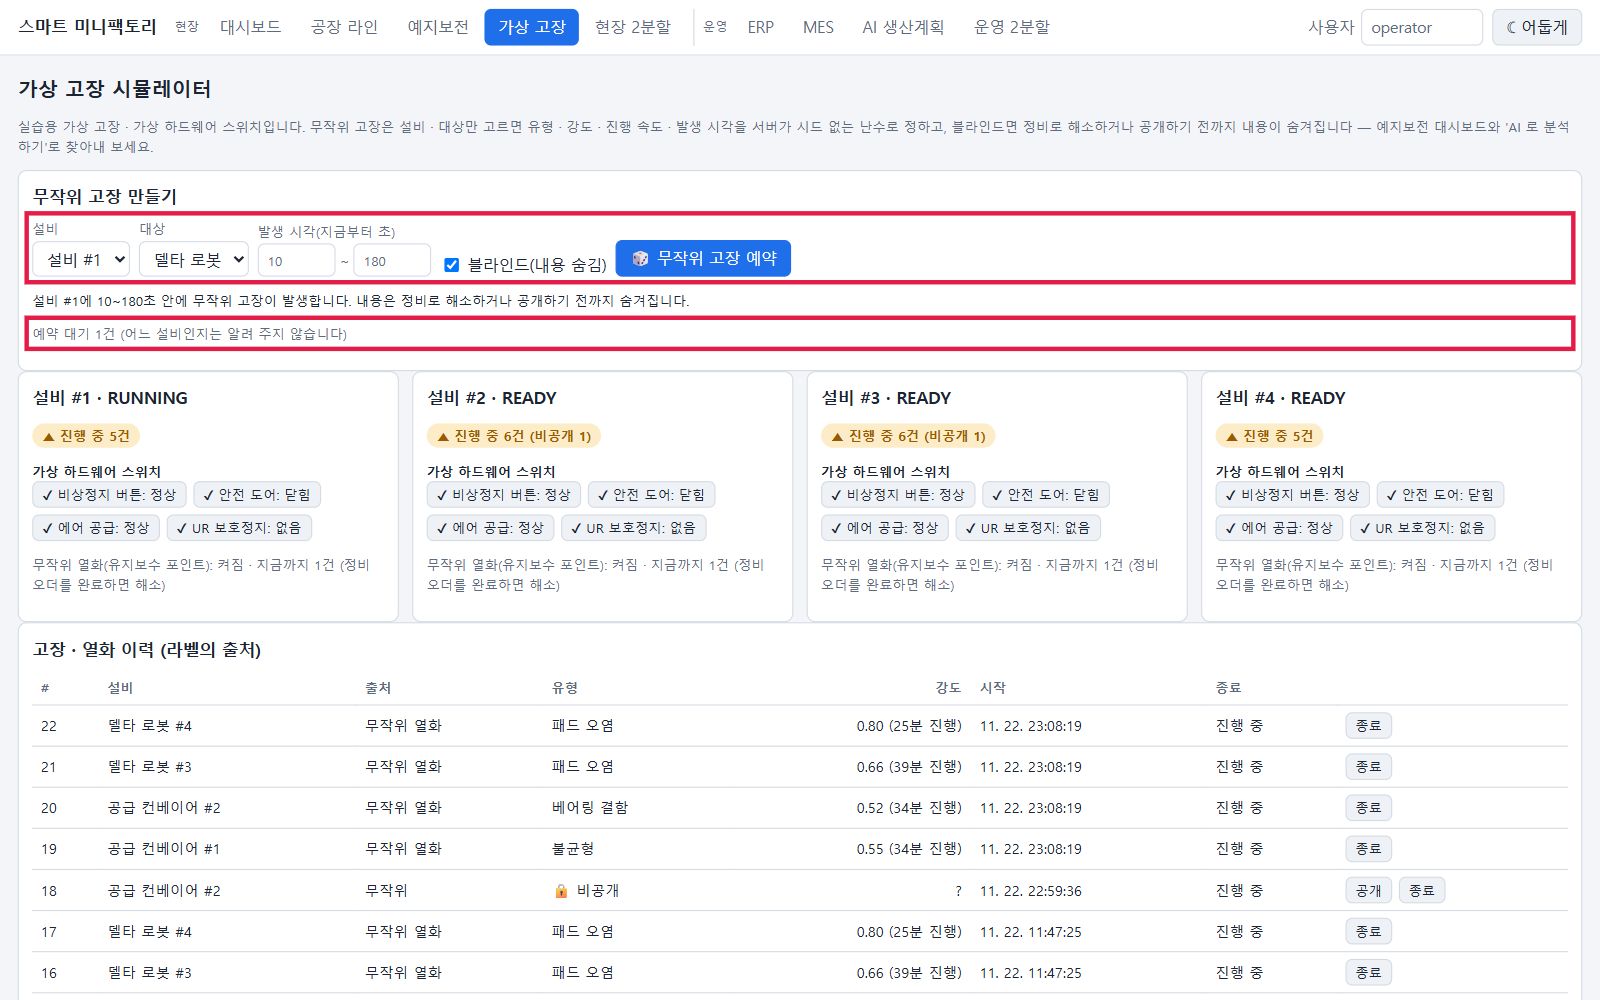 스마트 미니팩토리 현장 대시보드 공장 라인 예지보전 가상 고장 현장 2분할 운영 ERP MES AI 생산계획 운영 2분할 사용자 operator ☾ 어둡게
가상 고장 시뮬레이터
실습용 가상 고장 · 가상 하드웨어 스위치입니다. 무작위 고장은 설비 · 대상만 고르면 유형 · 강도 · 진행 속도 · 발생 시각을 서버가 시드 없는 난수로 정하고, 블라인드면 정비로 해소하거나 공개하기 전까지 내용이 숨겨집니다 — 예지보전 대시보드와 'AI 로 분석
하기'로 찾아내 보세요.
무작위 고장 만들기
설비 대상 발생 시각(지금부터 초)
설비 #1 델타 로봇 10 ~ 180 블라인드(내용 숨김) 🎲 무작위 고장 예약
설비 #1에 10~180초 안에 무작위 고장이 발생합니다. 내용은 정비로 해소하거나 공개하기 전까지 숨겨집니다.
예약 대기 1건 (어느 설비인지는 알려 주지 않습니다)
설비 #1 · RUNNING
▲ 진행 중 5건
가상 하드웨어 스위치
✓ 비상정지 버튼: 정상 ✓ 안전 도어: 닫힘
✓ 에어 공급: 정상 ✓ UR 보호정지: 없음
무작위 열화(유지보수 포인트): 켜짐 · 지금까지 1건 (정비
오더를 완료하면 해소)
설비 #2 · READY
▲ 진행 중 6건 (비공개 1)
가상 하드웨어 스위치
✓ 비상정지 버튼: 정상 ✓ 안전 도어: 닫힘
✓ 에어 공급: 정상 ✓ UR 보호정지: 없음
무작위 열화(유지보수 포인트): 켜짐 · 지금까지 1건 (정비
오더를 완료하면 해소)
설비 #3 · READY
▲ 진행 중 6건 (비공개 1)
가상 하드웨어 스위치
✓ 비상정지 버튼: 정상 ✓ 안전 도어: 닫힘
✓ 에어 공급: 정상 ✓ UR 보호정지: 없음
무작위 열화(유지보수 포인트): 켜짐 · 지금까지 1건 (정비
오더를 완료하면 해소)
설비 #4 · READY
▲ 진행 중 5건
가상 하드웨어 스위치
✓ 비상정지 버튼: 정상 ✓ 안전 도어: 닫힘
✓ 에어 공급: 정상 ✓ UR 보호정지: 없음
무작위 열화(유지보수 포인트): 켜짐 · 지금까지 1건 (정비
오더를 완료하면 해소)
고장 · 열화 이력 (라벨의 출처)
# 설비 출처 유형 강도 시작 종료
22 델타 로봇 #4 무작위 열화 패드 오염 0.80 (25분 진행) 11. 22. 23:08:19 진행 중 종료
21 델타 로봇 #3 무작위 열화 패드 오염 0.66 (39분 진행) 11. 22. 23:08:19 진행 중 종료
20 공급 컨베이어 #2 무작위 열화 베어링 결함 0.52 (34분 진행) 11. 22. 23:08:19 진행 중 종료
19 공급 컨베이어 #1 무작위 열화 불균형 0.55 (34분 진행) 11. 22. 23:08:19 진행 중 종료
18 공급 컨베이어 #2 무작위 🔒 비공개 ? 11. 22. 22:59:36 진행 중 공개 종료
17 델타 로봇 #4 무작위 열화 패드 오염 0.80 (25분 진행) 11. 22. 11:47:25 진행 중 종료
16 델타 로봇 #3 무작위 열화 패드 오염 0.66 (39분 진행) 11. 22. 11:47:25 진행 중 종료